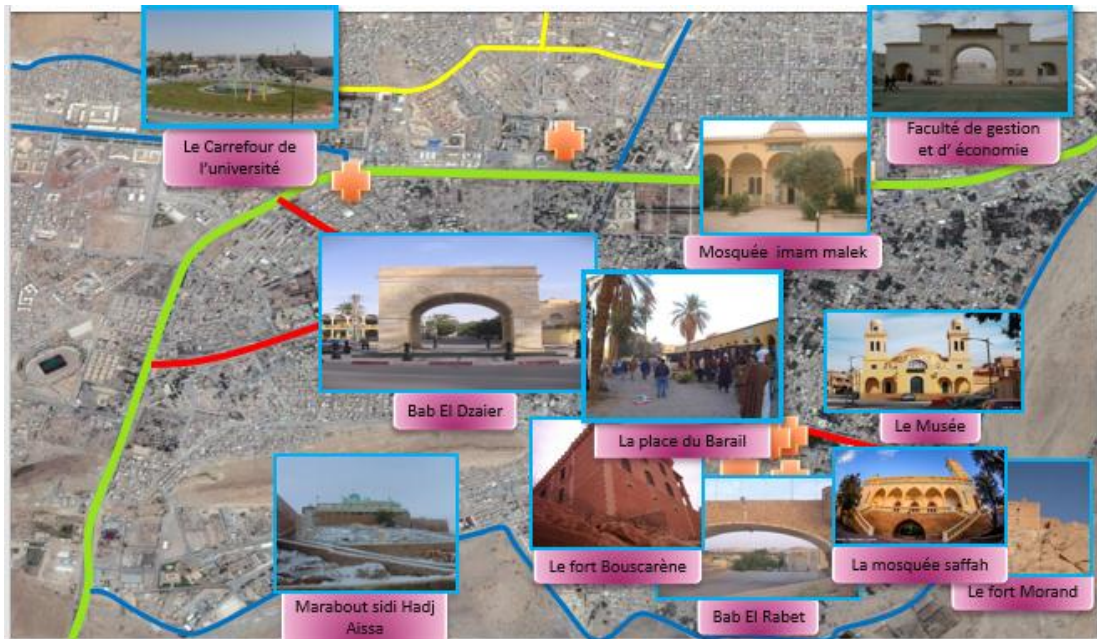 Le Carrefour de
l'université
Faculté de gestion
et d' économie
Mosquée imam malek
Bab El Dzaier
La place du Barail
Le Musée
Le fort Bouscarène
La mosquée saffah
Le fort Morand
Marabout sidi Hadj
Aissa
Bab El Rabet